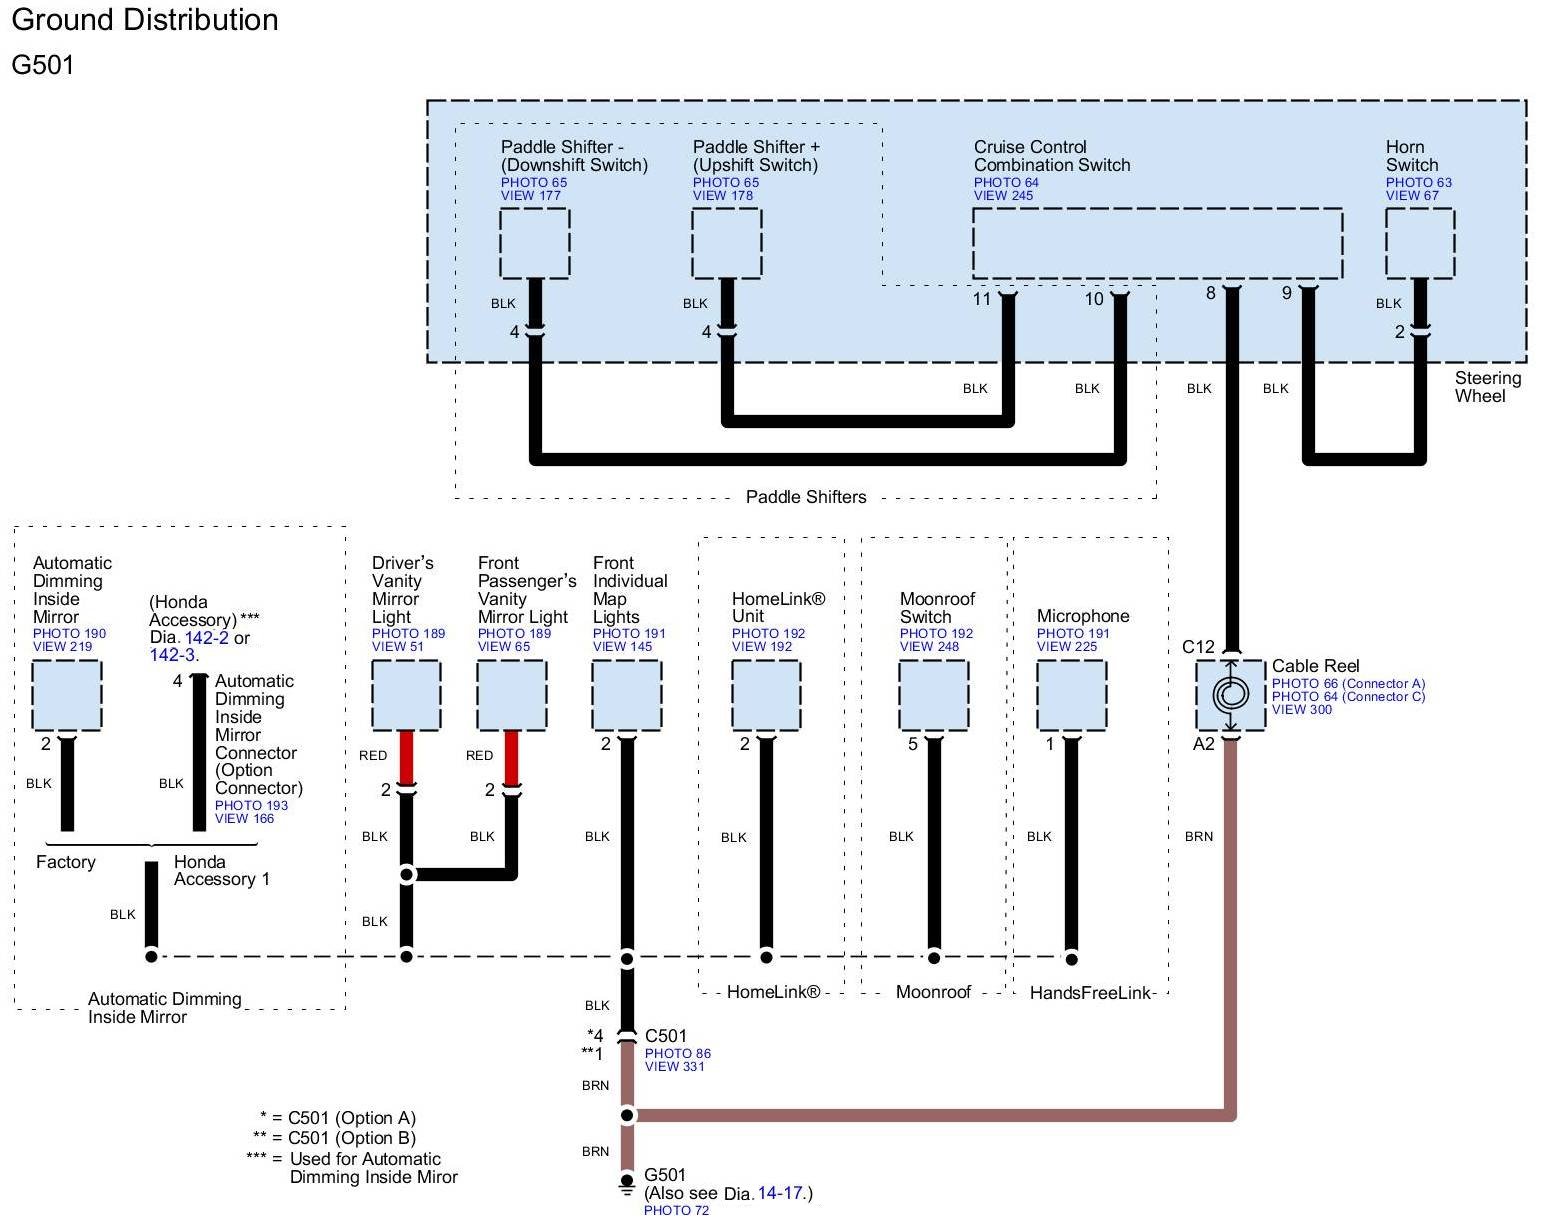 Ground Distribution
G501
Paddle Shifter -
(Downshift Switch)
PHOTO 65
VIEW 177
Paddle Shifter +
(Upshift Switch)
PHOTO 65
VIEW 178
Cruise Control
Combination Switch
PHOTO 64
VIEW 245
Horn
Switch
PHOTO 63
VIEW 67
BLK
4
BLK
4
11
10
8
9
BLK
2
BLK
BLK
BLK
BLK
Steering
Wheel
Paddle Shifters
Automatic
Dimming
Inside
Mirror
PHOTO 190
VIEW 219
2
BLK
(Honda
Accessory) ***
Dia. 142-2 or
142-3.
4
BLK
Automatic
Dimming
Inside
Mirror
Connector
(Option
Connector)
PHOTO 193
VIEW 166
Factory
Honda
Accessory 1
BLK
Automatic Dimming
Inside Mirror
Driver's
Vanity
Mirror
Light
PHOTO 189
VIEW 51
RED
2
BLK
BLK
Front
Passenger's
Vanity
Mirror Light
PHOTO 189
VIEW 65
RED
2
BLK
Front
Individual
Map
Lights
PHOTO 191
VIEW 145
2
BLK
HomeLink®
Unit
PHOTO 192
VIEW 192
2
BLK
HomeLink®
Moonroof
Switch
PHOTO 192
VIEW 248
5
BLK
Moonroof
Microphone
PHOTO 191
VIEW 225
1
BLK
HandsFreeLink
C12
Cable Reel
PHOTO 66 (Connector A)
PHOTO 64 (Connector C)
VIEW 300
A2
BRN
BLK
*4
**1
C501
PHOTO 86
VIEW 331
BRN
BRN
G501
(Also see Dia. 14-17.)
PHOTO 72
* = C501 (Option A)
** = C501 (Option B)
*** = Used for Automatic
Dimming Inside Miror